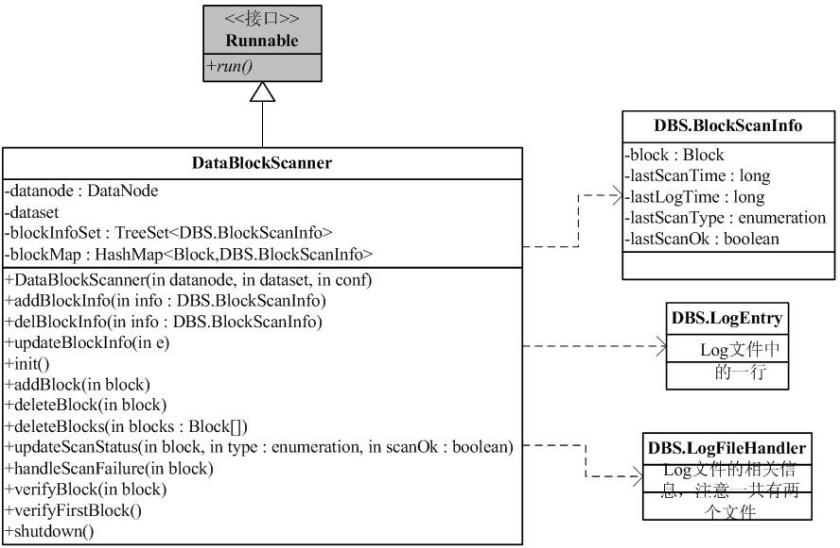 <<接口>>
Runnable
+run()
DataBlockScanner
-datanode : DataNode
-dataset
-blockInfoSet : TreeSet<DBS.BlockScanInfo>
-blockMap : HashMap<Block,DBS.BlockScanInfo>
+DataBlockScanner(in datanode, in dataset, in conf)
+addBlockInfo(in info : DBS.BlockScanInfo)
+delBlockInfo(in info : DBS.BlockScanInfo)
+updateBlockInfo(in e)
+init()
+addBlock(in block)
+deleteBlock(in block)
+deleteBlocks(in blocks : Block[])
+updateScanStatus(in block, in type : enumeration, in scanOk : boolean)
+handleScanFailure(in block)
+verifyBlock(in block)
+verifyFirstBlock()
+shutdown()
DBS.BlockScanInfo
-block : Block
-lastScanTime : long
-lastLogTime : long
-lastScanType : enumeration
-lastScanOk : boolean
DBS.LogEntry
Log文件中
的一行
DBS.LogFileHandler
Log文件的相关信
息，注意一共有两
个文件